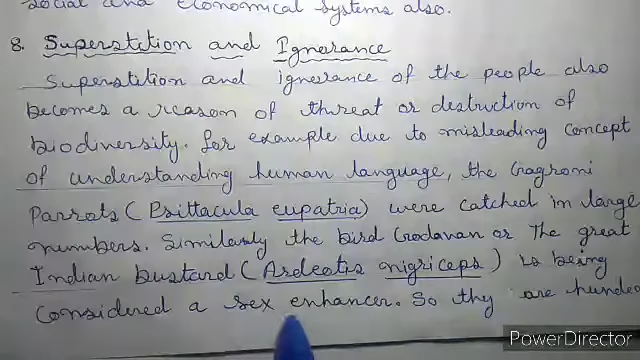 social and economical systems also.
8. Superstition and Ignorance
Superstition and ignorance of the people also
becomes a reason of threat or destruction of
biodiversity. For example due to misleading concept
of understanding human language, the Gagroni
Parrots (Psittacula eupatria) were catched in large
numbers. Similarly the bird Godavan or The great
Indian bustard (Ardeotis nigriceps) is being
Considered a sex enhancer. So thy are hunded
PowerDirector